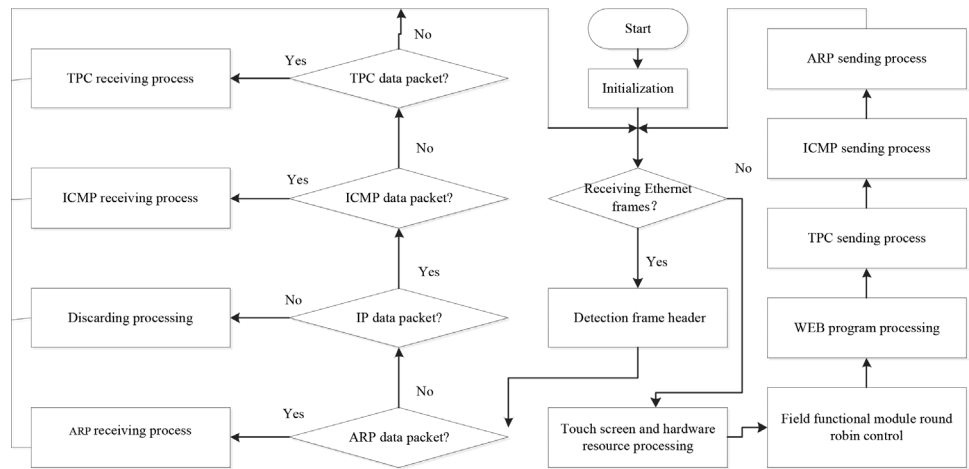 No
Start
Yes
TPC receiving process
TPC data packet?
ARP sending process
Initialization
No
ICMP sending process
No
Yes
ICMP receiving process
ICMP data packet?
Receiving Ethernet
frames?
TPC sending process
Yes
Yes
No
Discarding processing
IP data packet?
Detection frame header
WEB program processing
No
Yes
ARP receiving process
ARP data packet?
Touch screen and hardware
resource processing
Field functional module round
robin control